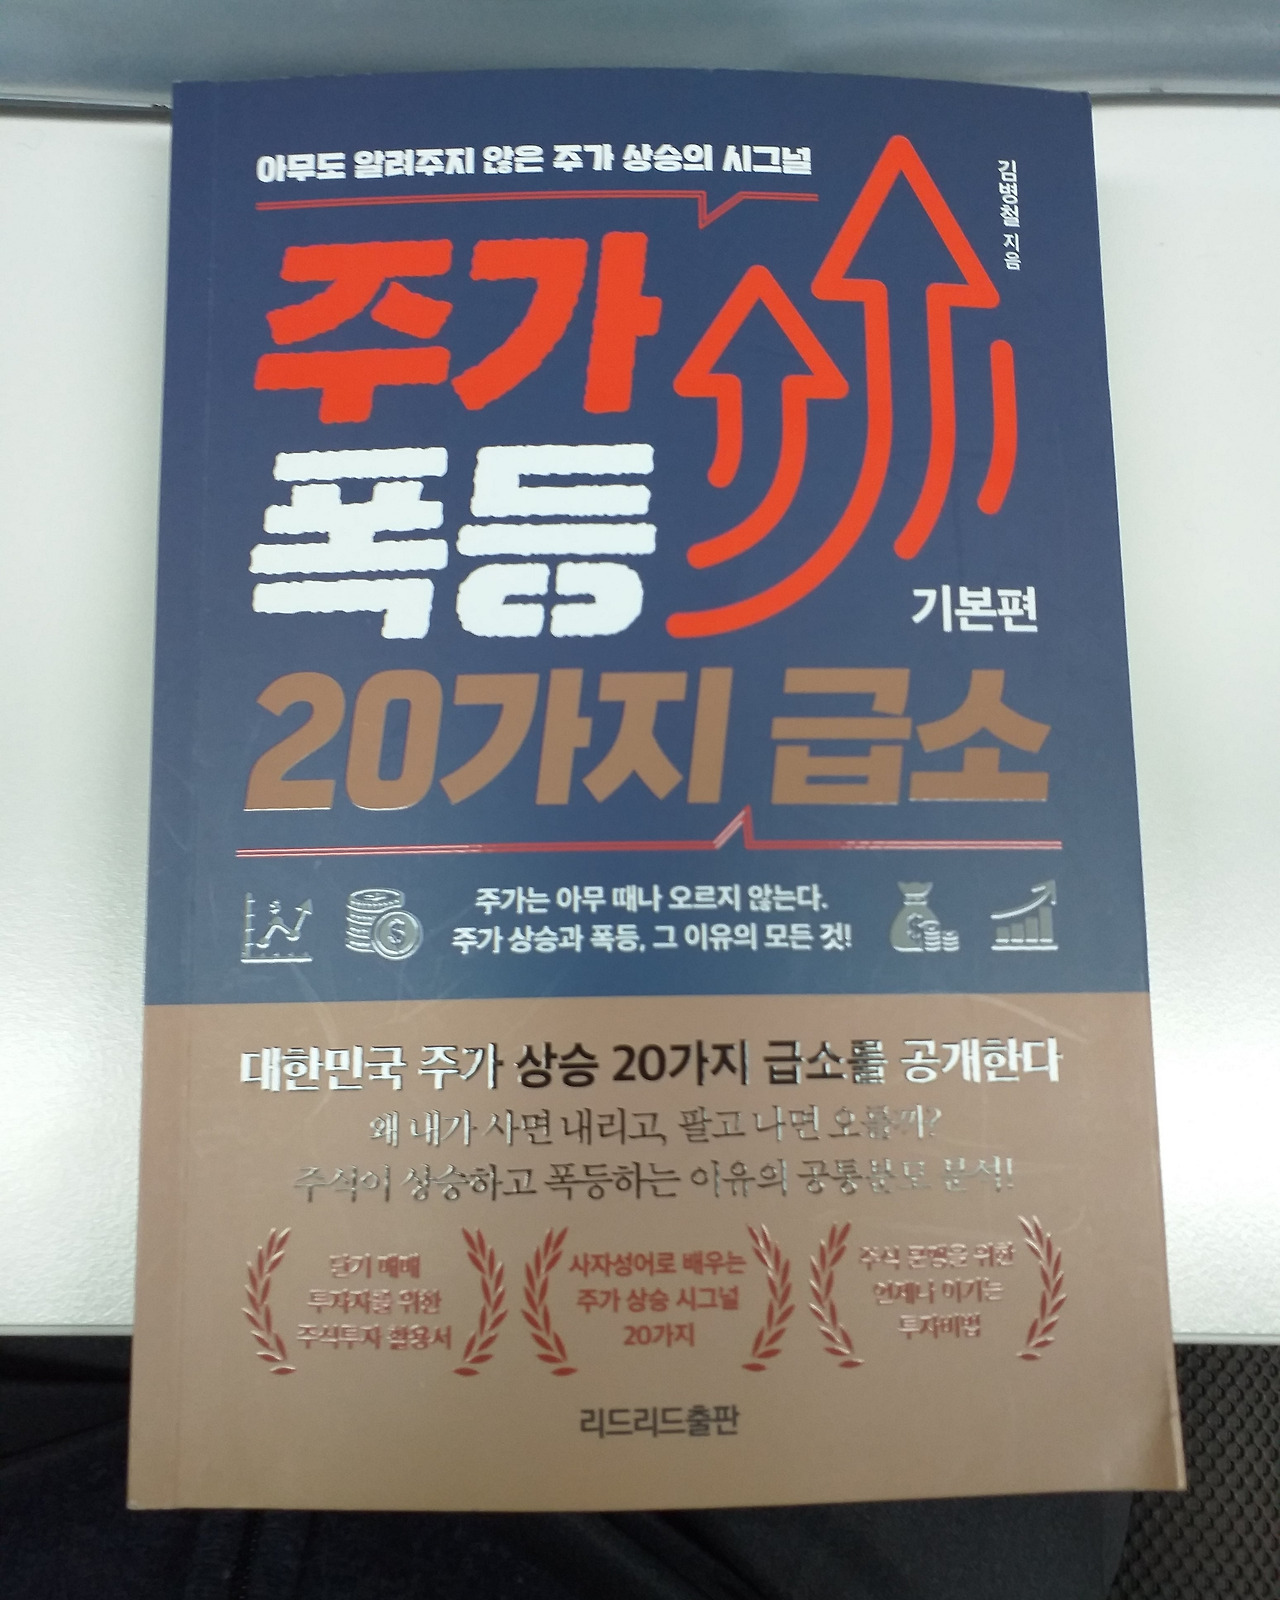 아무도 알려주지 않은 주가 상승의 시그널
김병철 지음
주가
폭등
기본편
20가지 급소
주가는 아무 때나 오르지 않는다.
주가 상승과 폭등, 그 이유의 모든 것!
대한민국 주가 상승 20가지 급소를 공개한다
왜 내가 사면 내리고, 팔고 나면 오를까?
주식이 상승하고 폭등하는 이유의 공통분모 분석!
단기 매매
투자자를 위한
주식투자 활용서
사자성어로 배우는
주가 상승 시그널
20가지
주식 문맹을 위한
언제나 이기는
투자비법
리드리드출판